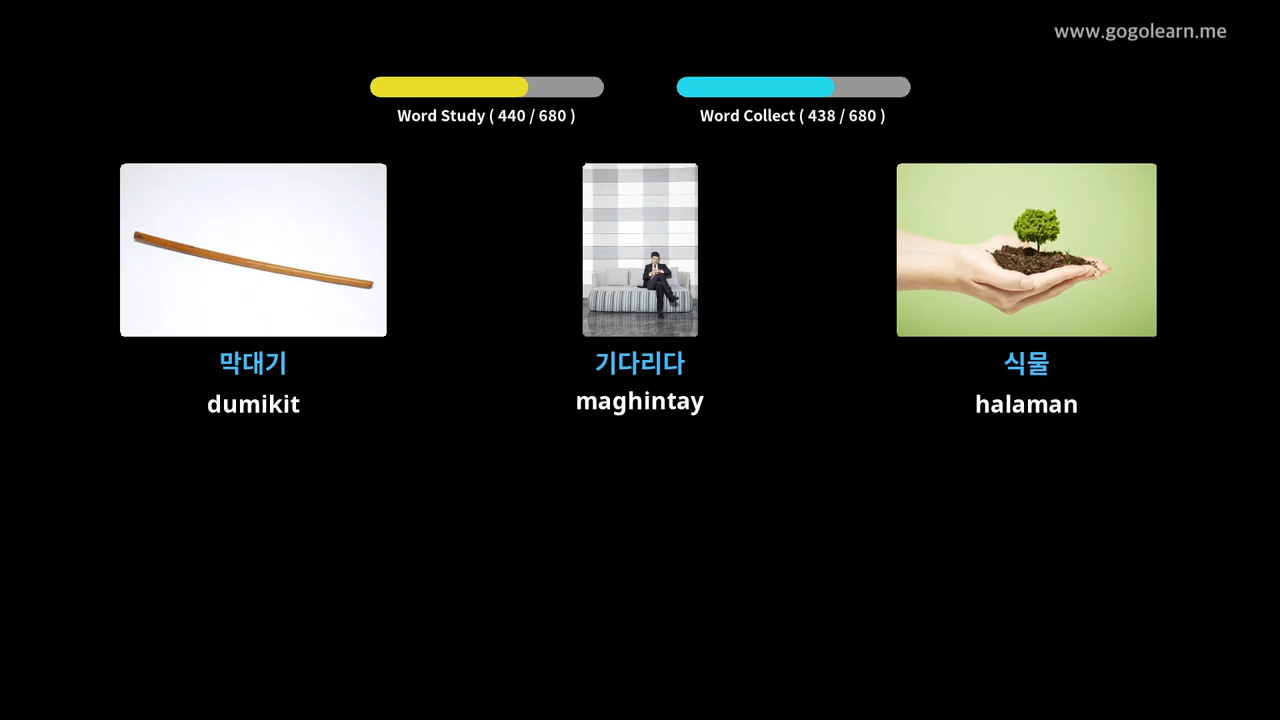 www.gogolearn.me
Word Study ( 440 / 680 )
Word Collect ( 438 / 680 )
막대기
dumikit
기다리다
maghintay
식물
halaman